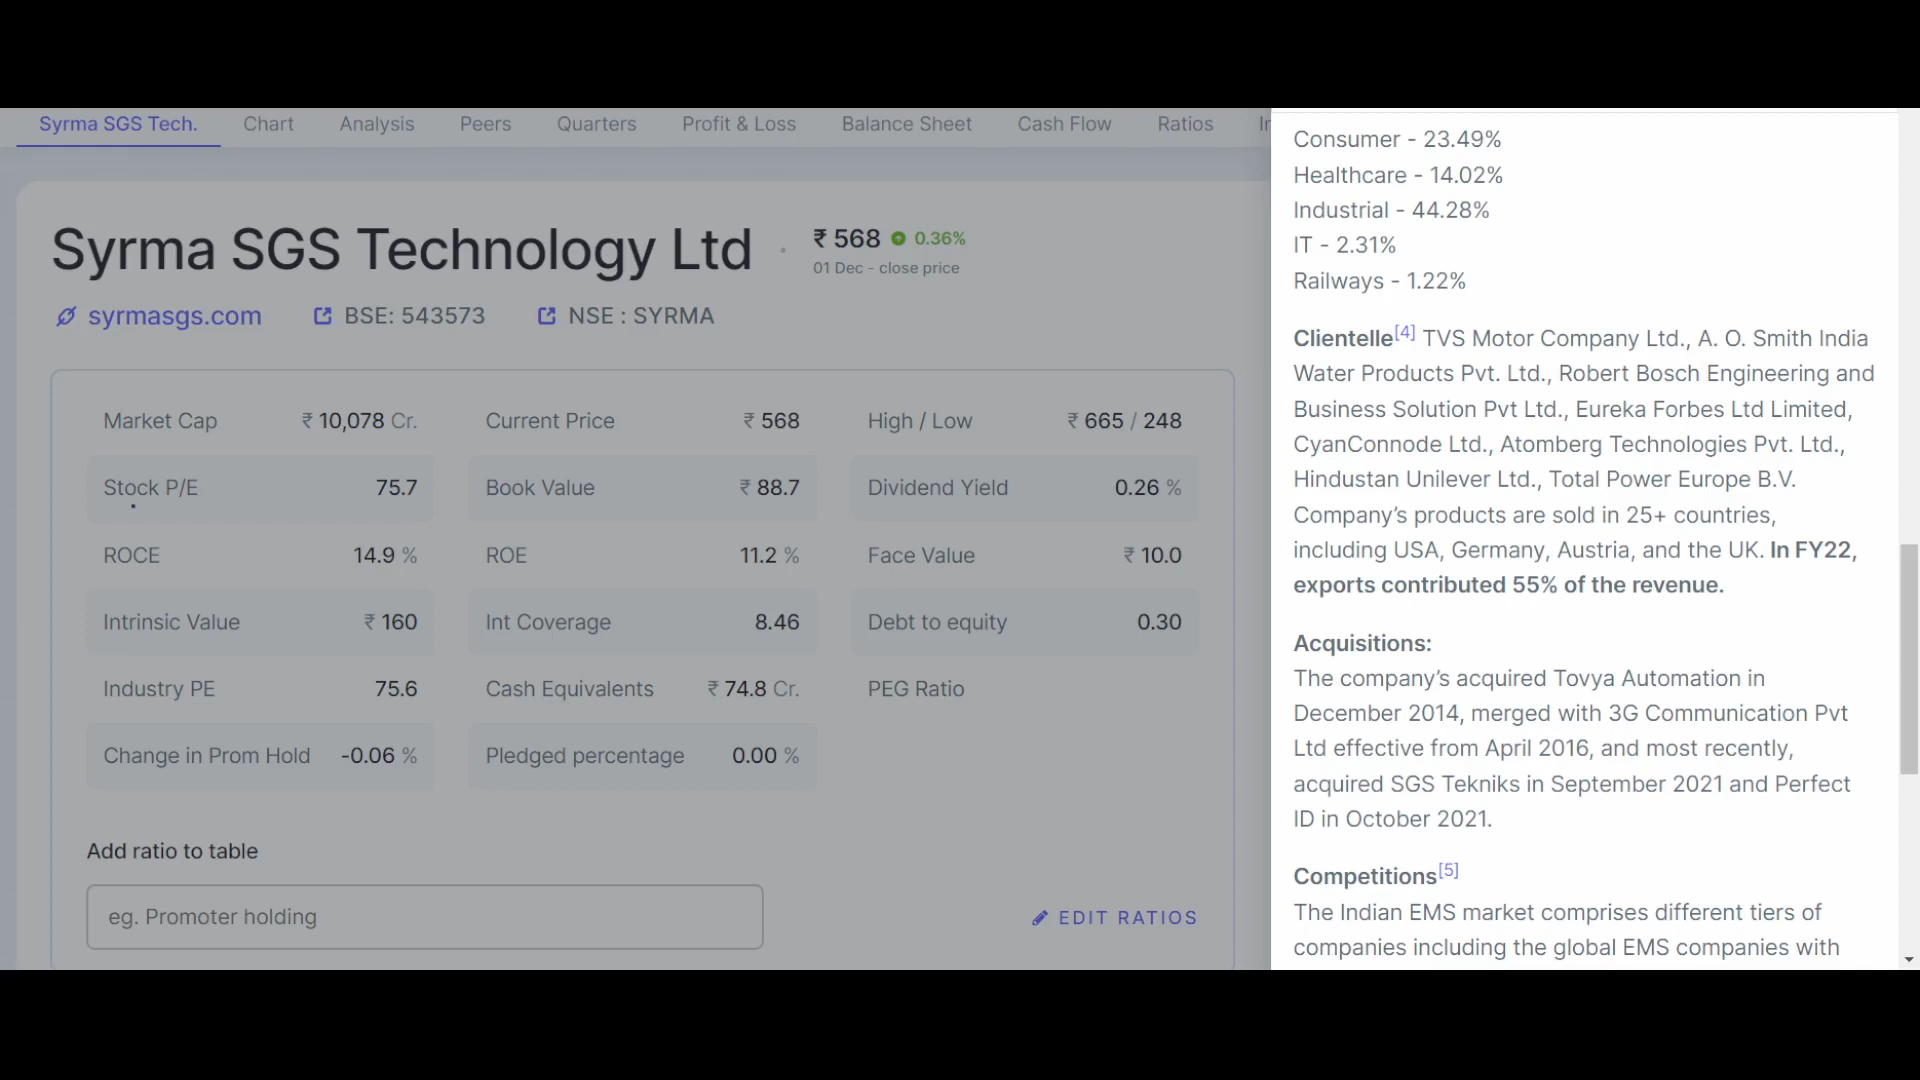 Syrma SGS Tech. Chart Analysis Peers Quarters Profit & Loss Balance Sheet Cash Flow Ratios
Syrma SGS Technology Ltd
₹ 568 0.36%
01 Dec - close price
syrmasgs.com BSE: 543573 NSE : SYRMA
Market Cap ₹ 10,078 Cr. Current Price ₹ 568 High / Low ₹ 665 / 248
Stock P/E 75.7 Book Value ₹ 88.7 Dividend Yield 0.26 %
ROCE 14.9 % ROE 11.2 % Face Value ₹ 10.0
Intrinsic Value ₹ 160 Int Coverage 8.46 Debt to equity 0.30
Industry PE 75.6 Cash Equivalents ₹ 74.8 Cr. PEG Ratio
Change in Prom Hold -0.06 % Pledged percentage 0.00 %
Add ratio to table
eg. Promoter holding
EDIT RATIOS
Consumer - 23.49%
Healthcare - 14.02%
Industrial - 44.28%
IT - 2.31%
Railways - 1.22%
Clientelle[4] TVS Motor Company Ltd., A. O. Smith India
Water Products Pvt. Ltd., Robert Bosch Engineering and
Business Solution Pvt Ltd., Eureka Forbes Ltd Limited,
CyanConnode Ltd., Atomberg Technologies Pvt. Ltd.,
Hindustan Unilever Ltd., Total Power Europe B.V.
Company’s products are sold in 25+ countries,
including USA, Germany, Austria, and the UK. In FY22,
exports contributed 55% of the revenue.
Acquisitions:
The company’s acquired Tovya Automation in
December 2014, merged with 3G Communication Pvt
Ltd effective from April 2016, and most recently,
acquired SGS Tekniks in September 2021 and Perfect
ID in October 2021.
Competitions[5]
The Indian EMS market comprises different tiers of
companies including the global EMS companies with